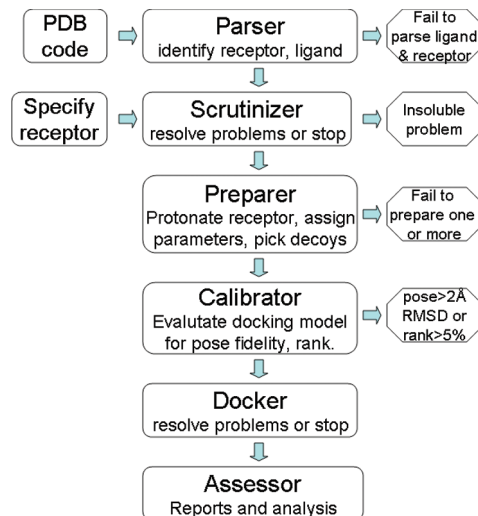 PDB
code
Parser
identify receptor, ligand
Fail to
parse ligand
& receptor
Specify
receptor
Scrutinizer
resolve problems or stop
Insoluble
problem
Preparer
Protonate receptor, assign
parameters, pick decoys
Fail to
prepare one
or more
Calibrator
Evalutate docking model
for pose fidelity, rank.
pose>2Å
RMSD or
rank>5%
Docker
resolve problems or stop
Assessor
Reports and analysis